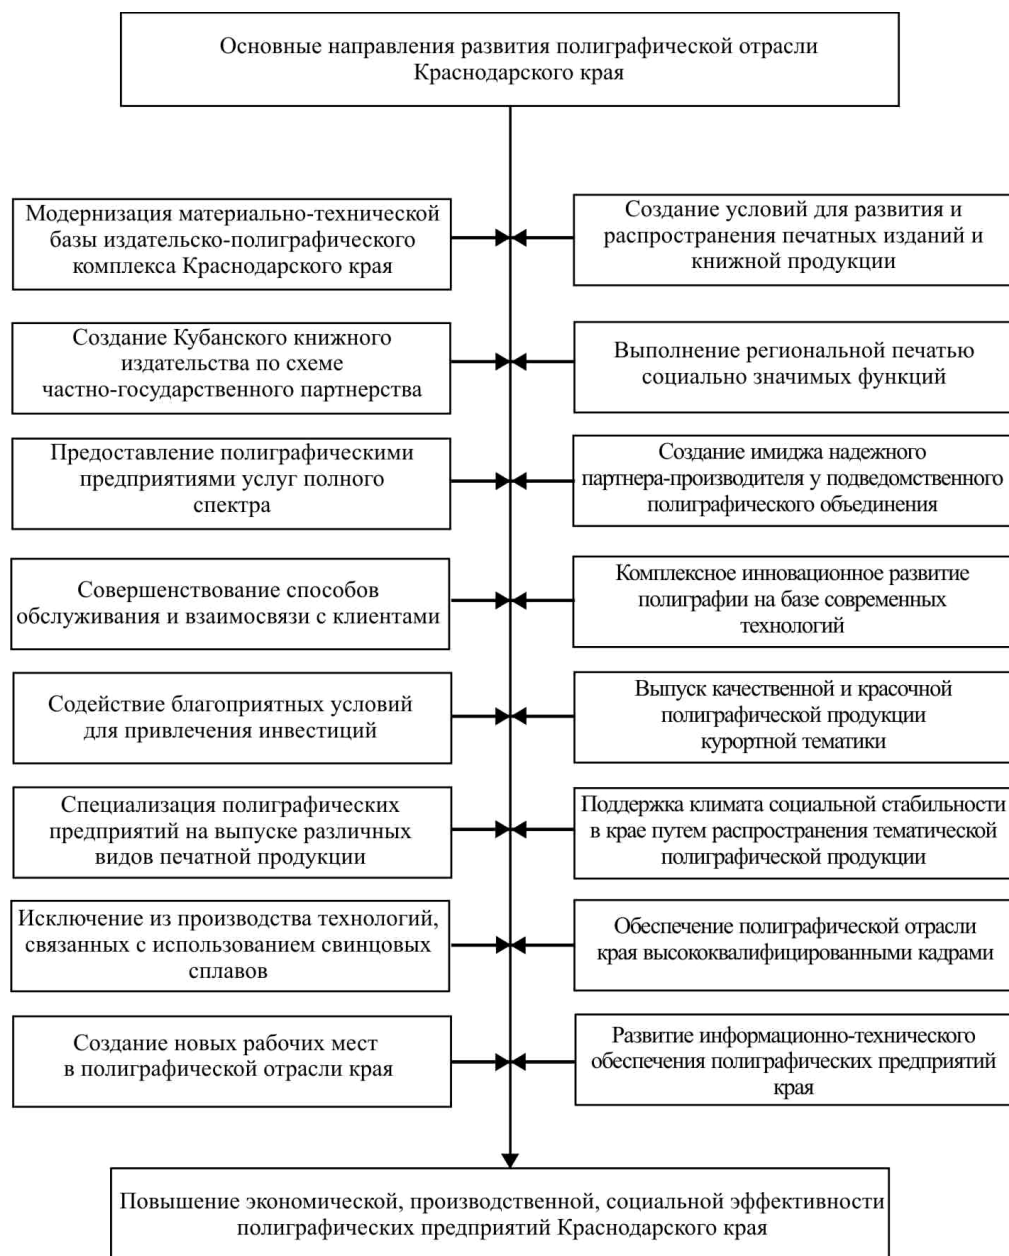 Основные направления развития полиграфической отрасли
Краснодарского края
Модернизация материально-технической
базы издательско-полиграфического
комплекса Краснодарского края
Создание условий для развития и
распространения печатных изданий и
книжной продукции
Создание Кубанского книжного
издательства по схеме
частно-государственного партнерства
Выполнение региональной печатью
социально значимых функций
Предоставление полиграфическими
предприятиями услуг полного
спектра
Создание имиджа надежного
партнера-производителя у подведомственного
полиграфического объединения
Совершенствование способов
обслуживания и взаимосвязи с клиентами
Комплексное инновационное развитие
полиграфии на базе современных
технологий
Содействие благоприятных условий
для привлечения инвестиций
Выпуск качественной и красочной
полиграфической продукции
курортной тематики
Специализация полиграфических
предприятий на выпуске различных
видов печатной продукции
Поддержка климата социальной стабильности
в крае путем распространения тематической
полиграфической продукции
Исключение из производства технологий,
связанных с использованием свинцовых
сплавов
Обеспечение полиграфической отрасли
края высококвалифицированными кадрами
Создание новых рабочих мест
в полиграфической отрасли края
Развитие информационно-технического
обеспечения полиграфических предприятий
края
Повышение экономической, производственной, социальной эффективности
полиграфических предприятий Краснодарского края